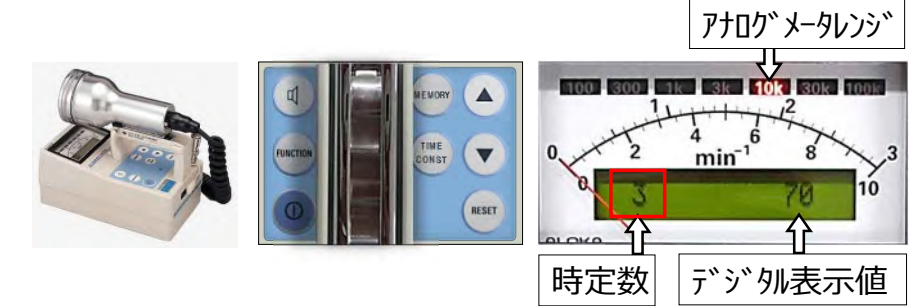 アナログメータレンジ
MEMORY
FUNCTION
TIME
CONST
RESET
100 300 1k 3k 10k 30k 100k
0 1 2 3
0 2 4 6 8 10
min⁻¹
3 70
時定数
デジタル表示値